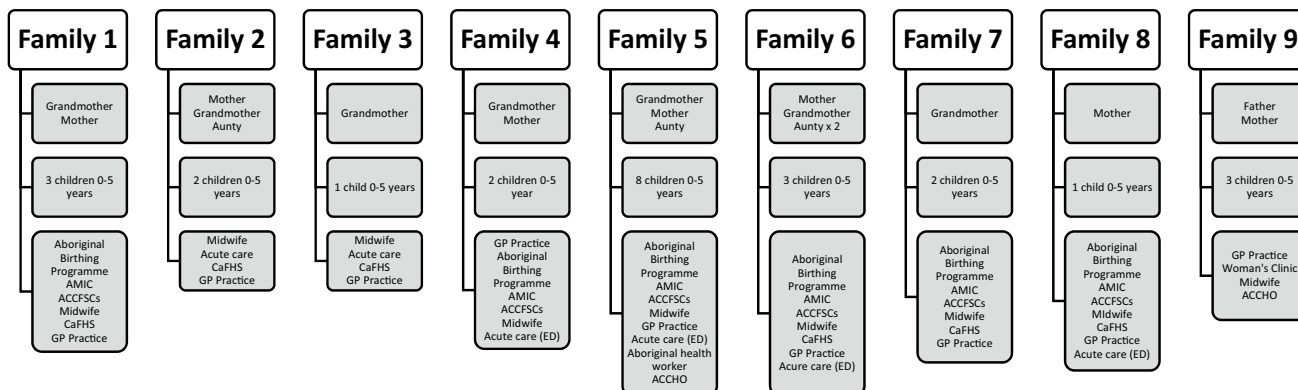 Family 1
Grandmother
Mother
3 children 0-5
years
Aboriginal
Birthing
Programme
AMIC
ACCFSCs
Midwife
CaFHS
GP Practice
Family 2
Mother
Grandmother
Aunty
2 children 0-5
years
Midwife
Acute care
CaFHS
GP Practice
Family 3
Grandmother
1 child 0-5 years
Midwife
Acute care
CaFHS
GP Practice
Family 4
Grandmother
Mother
2 children 0-5
year
GP Practice
Aboriginal
Birthing
Programme
AMIC
ACCFSCs
Midwife
Acute care (ED)
Family 5
Grandmother
Mother
Aunty
8 children 0-5
years
Aboriginal
Birthing
Programme
AMIC
ACCFSCs
Midwife
GP Practice
Acute care (ED)
Aboriginal health
worker
ACCHO
Family 6
Mother
Grandmother
Aunty x 2
3 children 0-5
years
Aboriginal
Birthing
Programme
AMIC
ACCFSCs
Midwife
CaFHS
GP Practice
Acure care (ED)
Family 7
Grandmother
2 children 0-5
years
Aboriginal
Birthing
Programme
AMIC
ACCFSCs
Midwife
CaFHS
GP Practice
Family 8
Mother
1 child 0-5 years
Aboriginal
Birthing
Programme
AMIC
ACCFSCs
MIdwife
CaFHS
GP Practice
Acute care (ED)
Family 9
Father
Mother
3 children 0-5
years
GP Practice
Woman's Clinic
Midwife
ACCHO